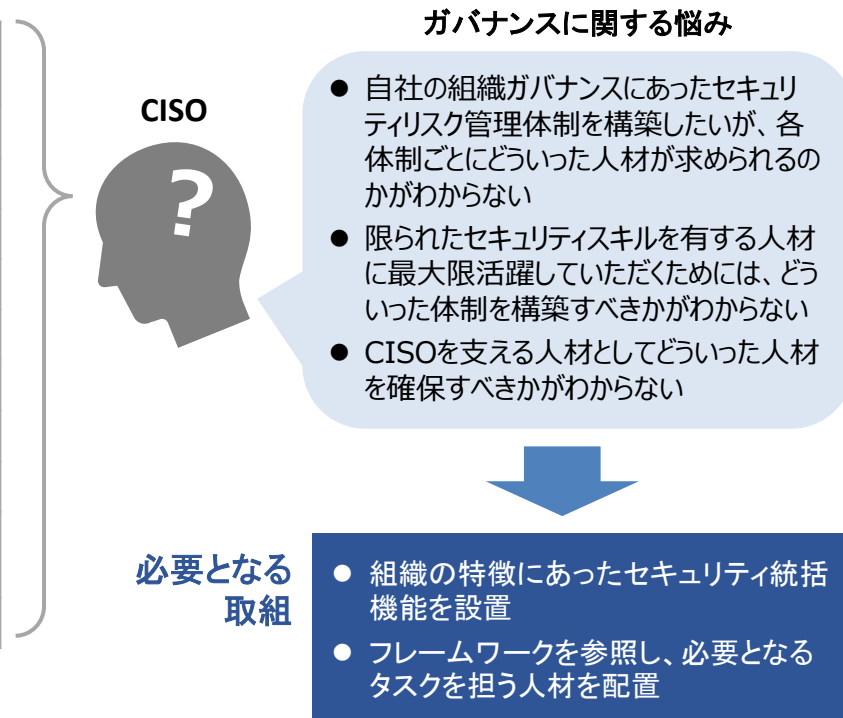 ガバナンスに関する悩み
CISO
?
● 自社の組織ガバナンスにあったセキュリ
ティリスク管理体制を構築したいが、各
体制ごとにどういった人材が求められるの
かがわからない
● 限られたセキュリティスキルを有する人材
に最大限活躍していただくためには、どう
いった体制を構築すべきかがわからない
● CISOを支える人材としてどういった人材
を確保すべきかがわからない
必要となる
取組
● 組織の特徴にあったセキュリティ統括
機能を設置
● フレームワークを参照し、必要となる
タスクを担う人材を配置